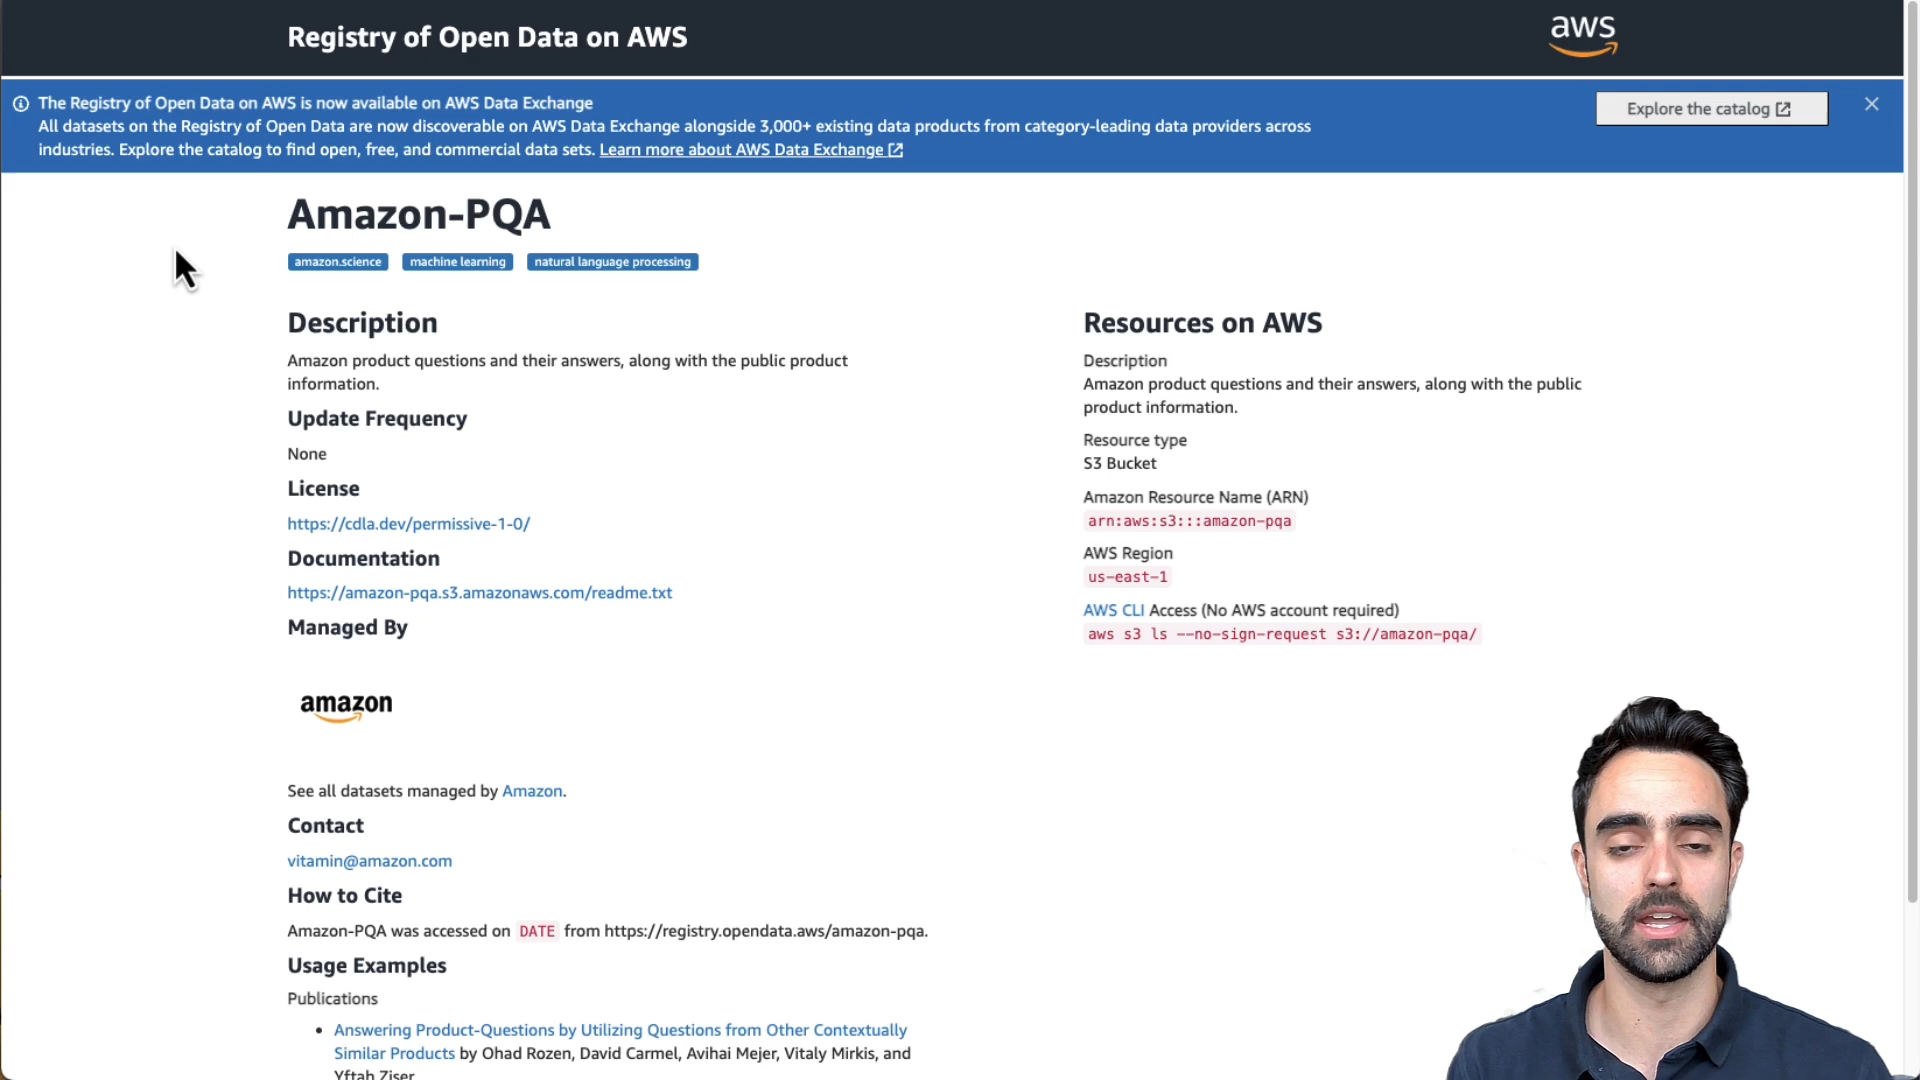 Registry of Open Data on AWS
aws
The Registry of Open Data on AWS is now available on AWS Data Exchange
All datasets on the Registry of Open Data are now discoverable on AWS Data Exchange alongside 3,000+ existing data products from category-leading data providers across
industries. Explore the catalog to find open, free, and commercial data sets. Learn more about AWS Data Exchange
Explore the catalog
Amazon-PQA
amazon.science
machine learning
natural language processing
Description
Amazon product questions and their answers, along with the public product
information.
Update Frequency
None
License
https://cdla.dev/permissive-1-0/
Documentation
https://amazon-pqa.s3.amazonaws.com/readme.txt
Managed By
amazon
See all datasets managed by Amazon.
Contact
vitamin@amazon.com
How to Cite
Amazon-PQA was accessed on DATE from https://registry.opendata.aws/amazon-pqa.
Usage Examples
Publications
• Answering Product-Questions by Utilizing Questions from Other Contextually
Similar Products by Ohad Rozen, David Carmel, Avihai Mejer, Vitaly Mirkis, and
Yftah Ziser
Resources on AWS
Description
Amazon product questions and their answers, along with the public
product information.
Resource type
S3 Bucket
Amazon Resource Name (ARN)
arn:aws:s3:::amazon-pqa
AWS Region
us-east-1
AWS CLI Access (No AWS account required)
aws s3 ls --no-sign-request s3://amazon-pqa/